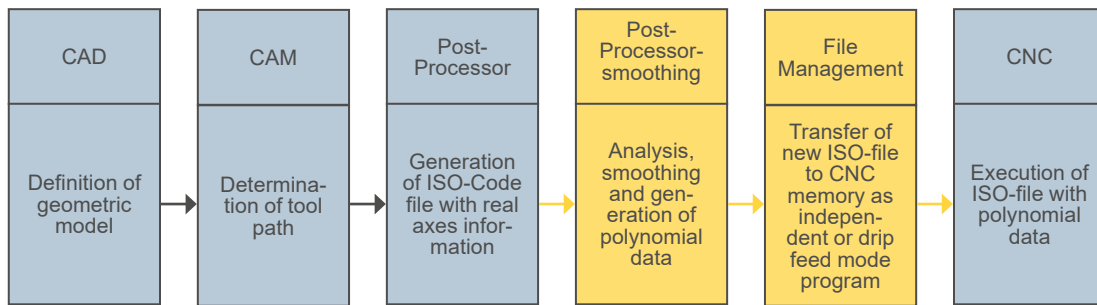 CAD
Definition of
geometric
model
CAM
Determina-
tion of tool
path
Post-
Processor
Generation
of ISO-Code
file with real
axes infor-
mation
Post-
Processor-
smoothing
Analysis,
smoothing
and gen-
eration of
polynomial
data
File
Management
Transfer of
new ISO-file
to CNC
memory as
indepen-
dent or drip
feed mode
program
CNC
Execution of
ISO-file with
polynomial
data